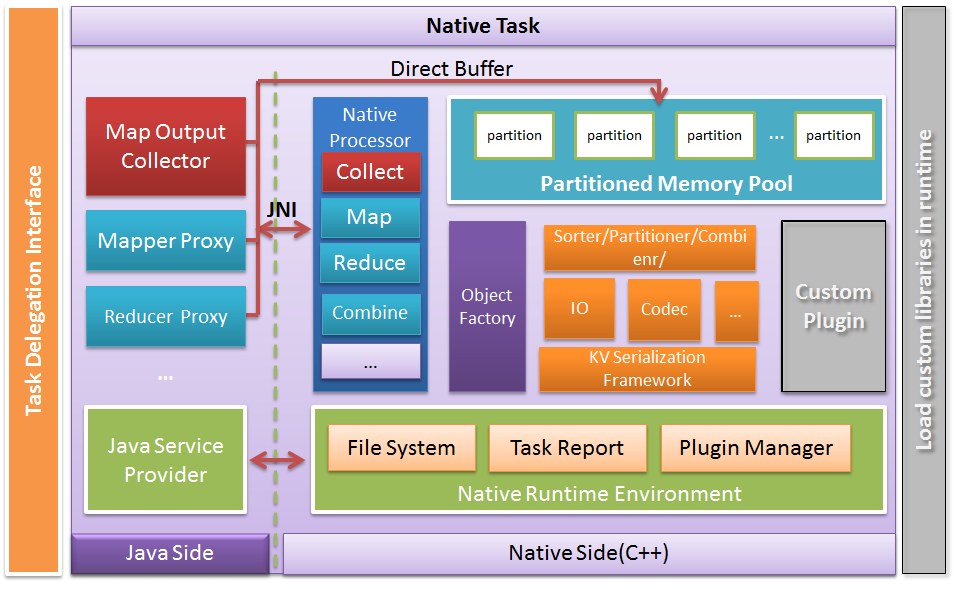 Native Task
Task Delegation Interface
Direct Buffer
Map Output
Collector
Mapper Proxy
Reducer Proxy
...
Java Service
Provider
JNI
Native
Processor
Collect
Map
Reduce
Combine
...
partition
partition
partition
...
partition
Partitioned Memory Pool
Object
Factory
Sorter/Partitioner/Combi
enr/
IO
Codec
...
KV Serialization
Framework
Custom
Plugin
File System
Task Report
Plugin Manager
Native Runtime Environment
Java Side
Native Side(C++)
Load custom libraries in runtime